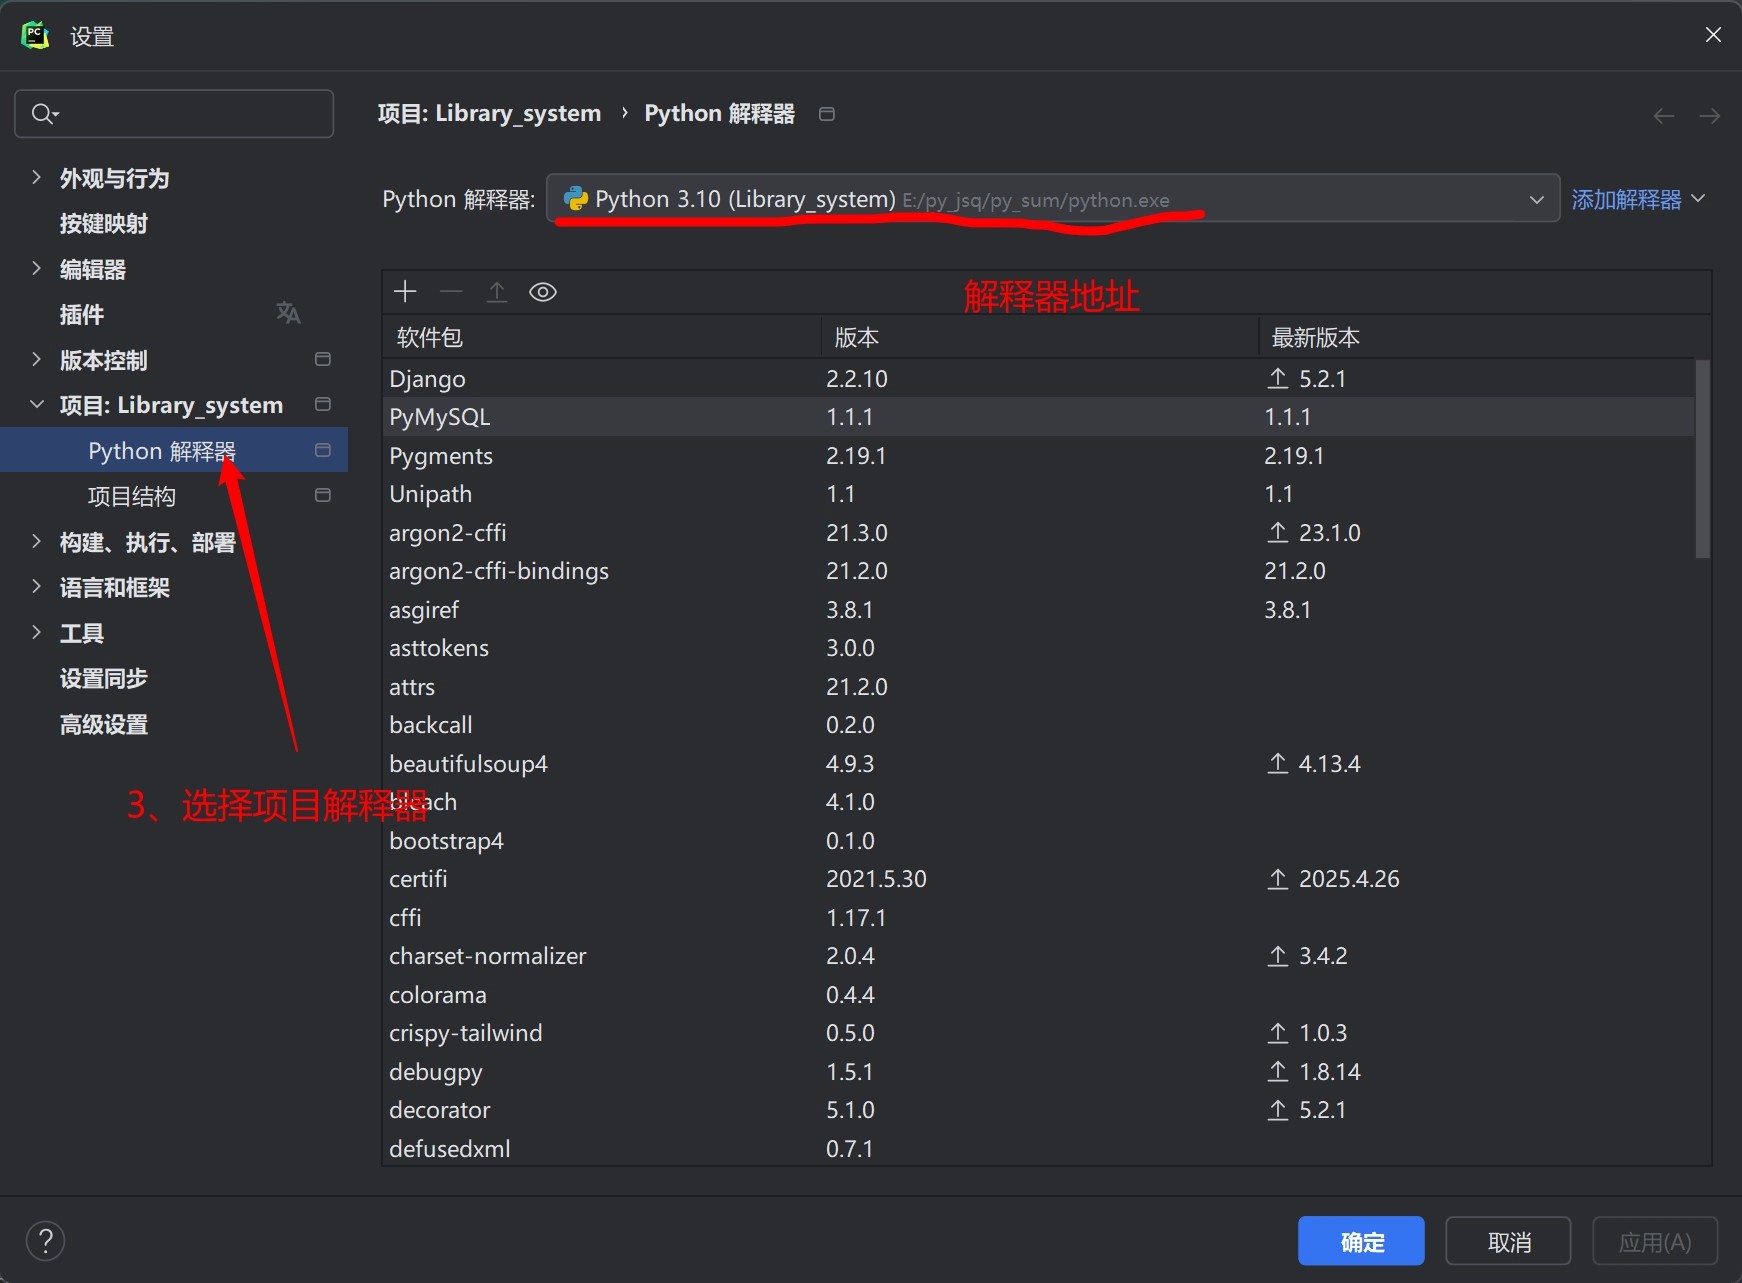 设置
项目: Library_system › Python 解释器
外观与行为
按键映射
编辑器
插件
版本控制
项目: Library_system
Python 解释器
项目结构
构建、执行、部署
语言和框架
工具
设置同步
高级设置
3、选择项目解释器
Python 解释器: Python 3.10 (Library_system) E:/py_jsq/py_sum/python.exe 添加解释器
解释器地址
软件包 版本 最新版本
Django 2.2.10 5.2.1
PyMySQL 1.1.1 1.1.1
Pygments 2.19.1 2.19.1
Unipath 1.1 1.1
argon2-cffi 21.3.0 23.1.0
argon2-cffi-bindings 21.2.0 21.2.0
asgiref 3.8.1 3.8.1
asttokens 3.0.0
attrs 21.2.0
backcall 0.2.0
beautifulsoup4 4.9.3 4.13.4
bleach 4.1.0
bootstrap4 0.1.0
certifi 2021.5.30 2025.4.26
cffi 1.17.1
charset-normalizer 2.0.4 3.4.2
colorama 0.4.4
crispy-tailwind 0.5.0 1.0.3
debugpy 1.5.1 1.8.14
decorator 5.1.0 5.2.1
defusedxml 0.7.1
? 确定 取消 应用(A)